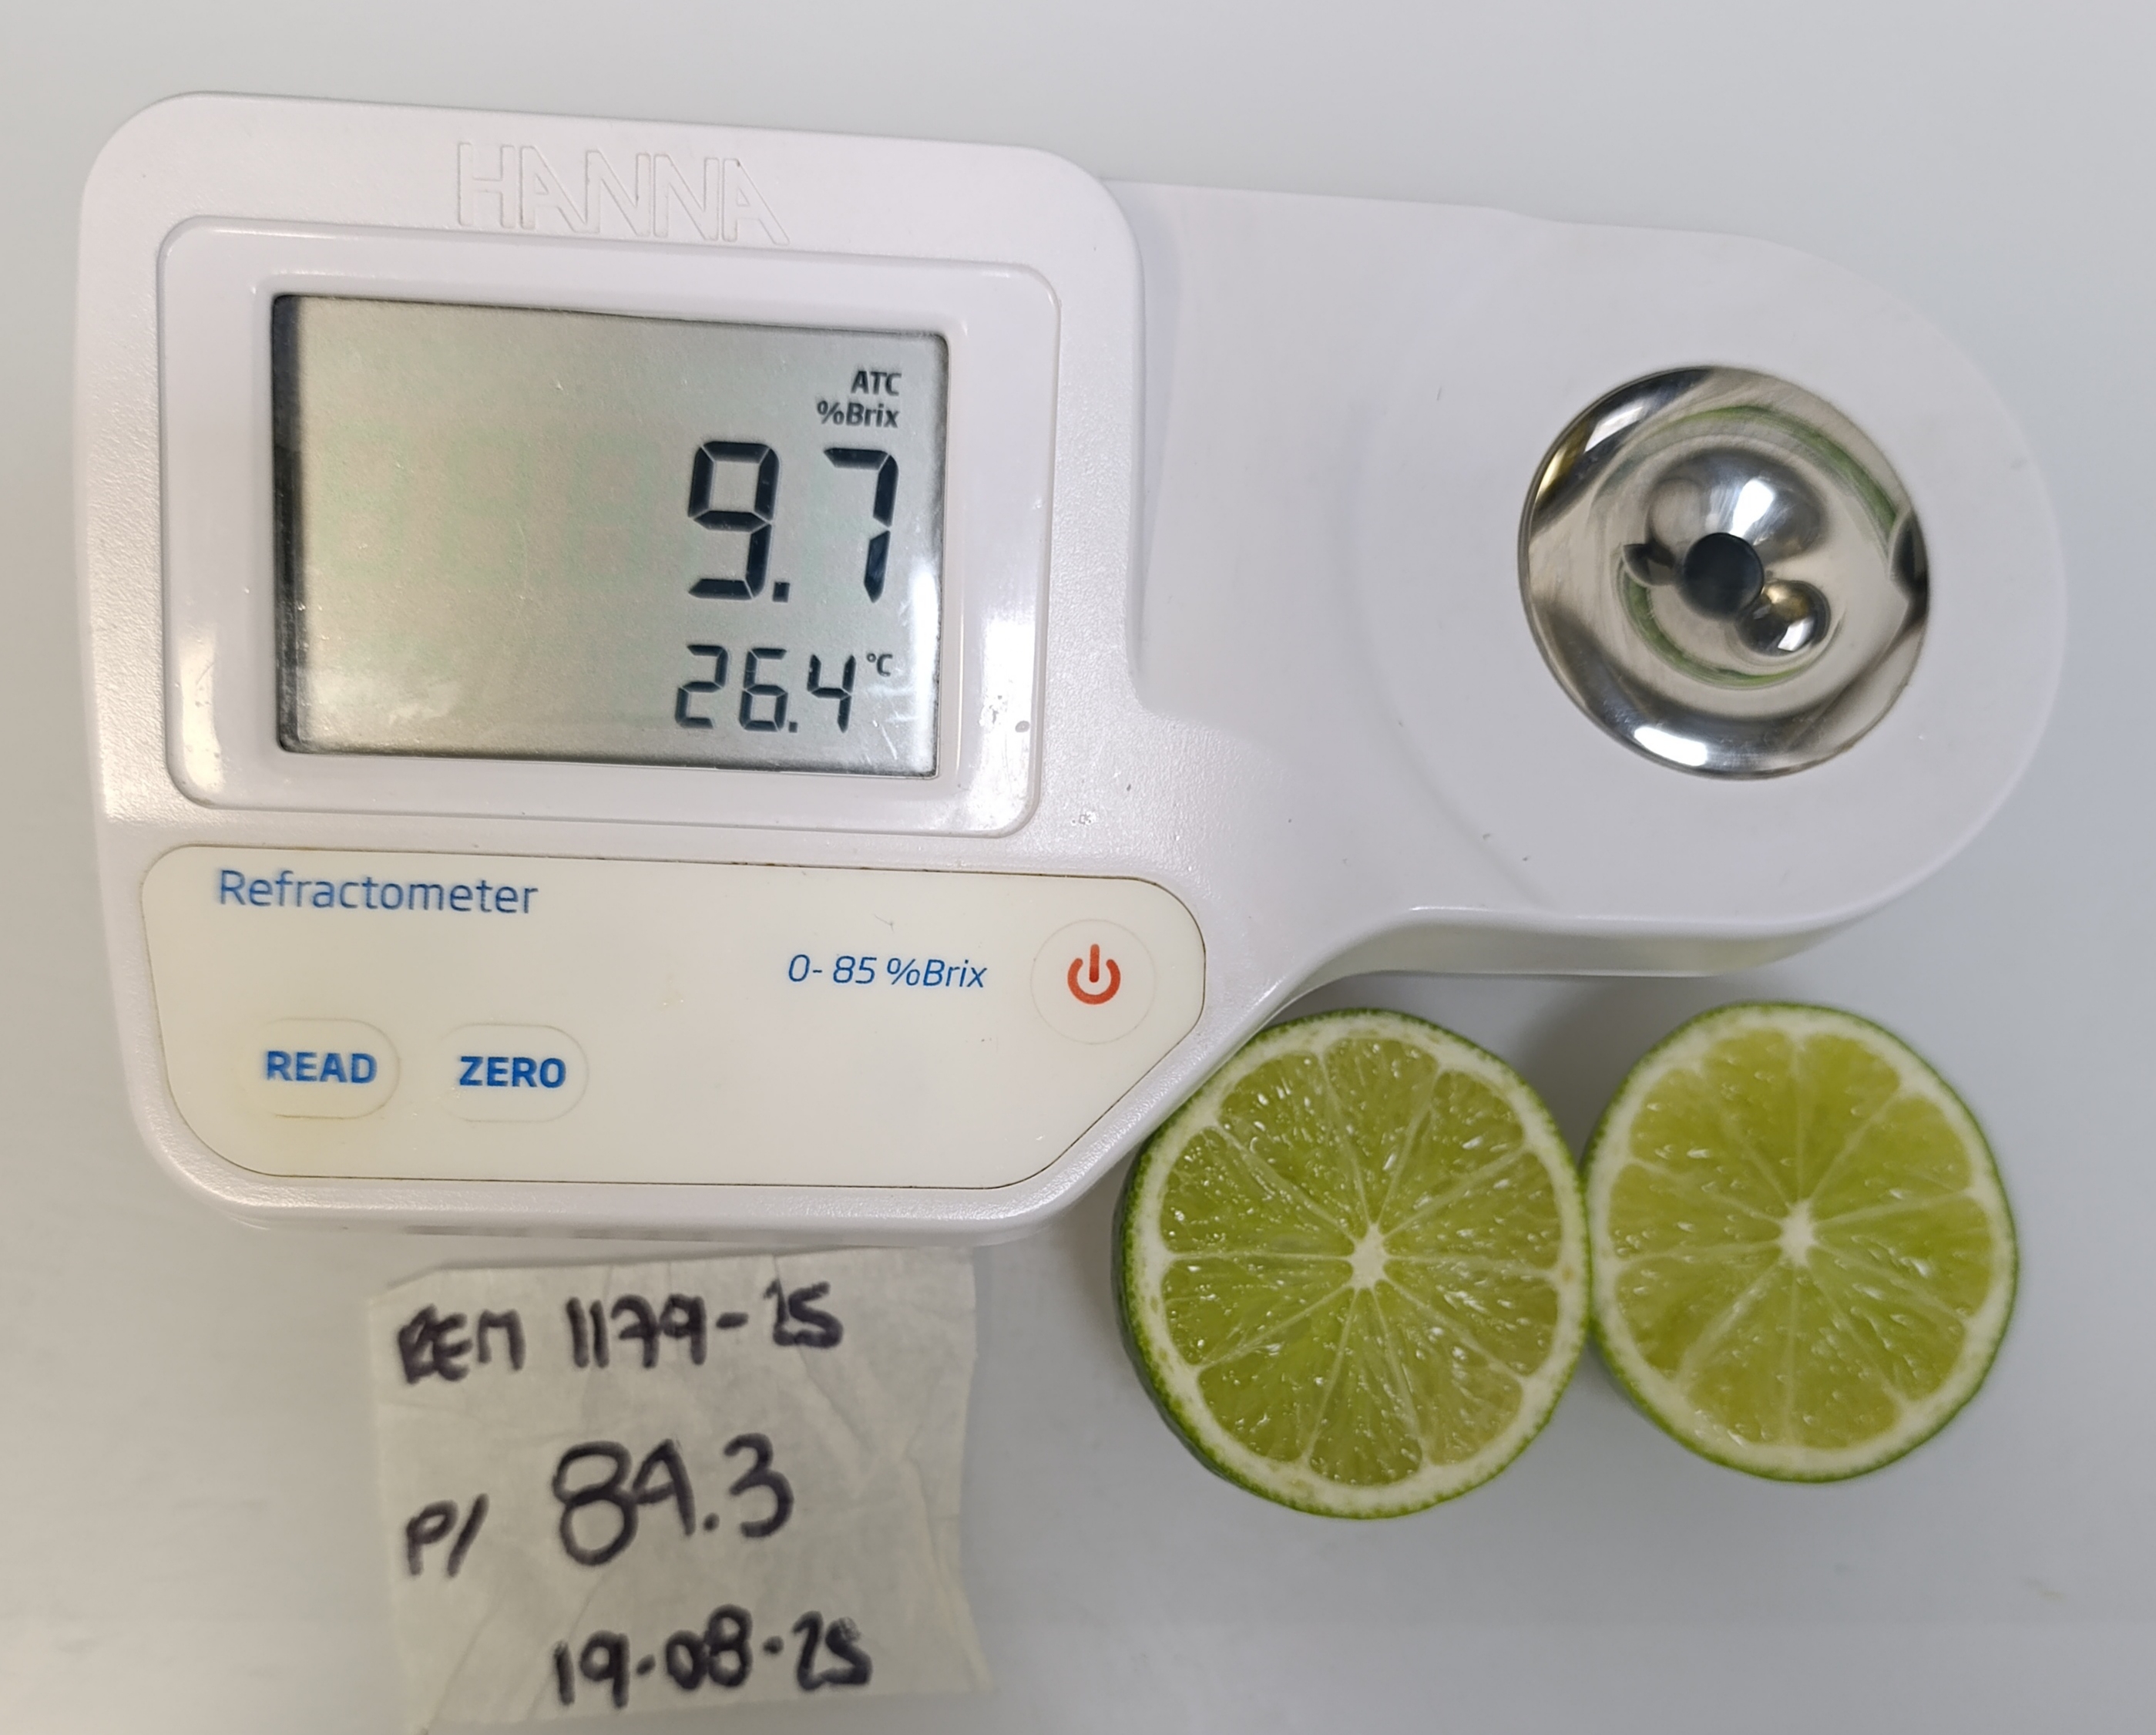 HANNA
ATC
%Brix
9.7
26.4 °C
Refractometer
0-85 %Brix
READ ZERO
REM 1179-25
P/ 84.3
19-08-25